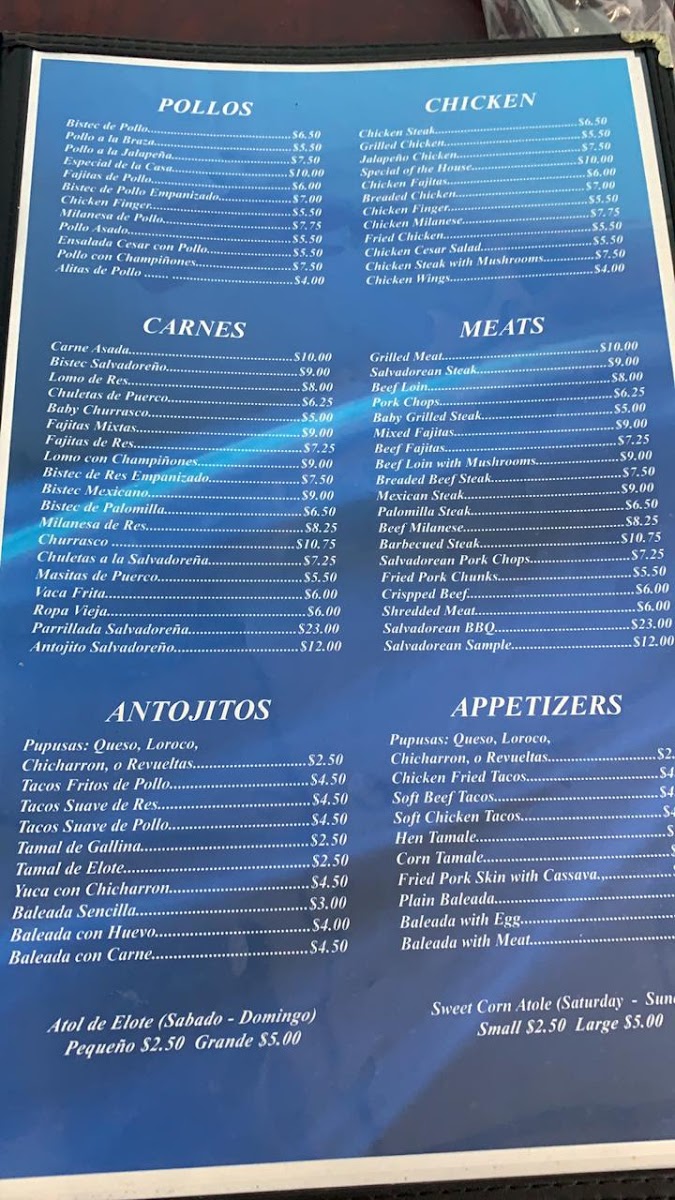 POLLOS
Bistec de Pollo $6.50
Pollo a la Braza $5.50
Pollo a la Jalapeña $7.50
Especial de la Casa $10.00
Fajitas de Pollo $6.00
Bistec de Pollo Empanizado $7.00
Chicken Finger $5.50
Milanesa de Pollo $7.75
Pollo Asado $5.50
Ensalada Cesar con Pollo $5.50
Pollo con Champiñones $7.50
Alitas de Pollo $4.00
CHICKEN
Chicken Steak $6.50
Grilled Chicken $5.50
Jalapeño Chicken $7.50
Special of the House $10.00
Chicken Fajitas $6.00
Breaded Chicken $7.00
Chicken Finger $5.50
Chicken Milanese $7.75
Fried Chicken $5.50
Chicken Cesar Salad $5.50
Chicken Steak with Mushrooms $7.50
Chicken Wings $4.00
CARNES
Carne Asada $10.00
Bistec Salvadoreño $9.00
Lomo de Res $8.00
Chuletas de Puerco $6.25
Baby Churrasco $5.00
Fajitas Mixtas $9.00
Fajitas de Res $7.25
Lomo con Champiñones $9.00
Bistec de Res Empanizado $7.50
Bistec Mexicano $9.00
Bistec de Palomilla $6.50
Milanesa de Res $8.25
Churrasco $10.75
Chuletas a la Salvadoreña $7.25
Masitas de Puerco $5.50
Vaca Frita $6.00
Ropa Vieja $6.00
Parrillada Salvadoreña $23.00
Antojito Salvadoreño $12.00
MEATS
Grilled Meat $10.00
Salvadorean Steak $9.00
Beef Loin $8.00
Pork Chops $6.25
Baby Grilled Steak $5.00
Mixed Fajitas $9.00
Beef Fajitas $7.25
Beef Loin with Mushrooms $9.00
Breaded Beef Steak $7.50
Mexican Steak $9.00
Palomilla Steak $6.50
Beef Milanese $8.25
Barbecued Steak $10.75
Salvadorean Pork Chops $7.25
Fried Pork Chunks $5.50
Crispped Beef $6.00
Shredded Meat $6.00
Salvadorean BBQ $23.00
Salvadorean Sample $12.00
ANTOJITOS
Pupusas: Queso, Loroco,
Chicharron, o Revueltas $2.50
Tacos Fritos de Pollo $4.50
Tacos Suave de Res $4.50
Tacos Suave de Pollo $4.50
Tamal de Gallina $2.50
Tamal de Elote $2.50
Yuca con Chicharron $4.50
Baleada Sencilla $3.00
Baleada con Huevo $4.00
Baleada con Carne $4.50
Atol de Elote (Sabado - Domingo)
Pequeño $2.50 Grande $5.00
APPETIZERS
Pupusas: Queso, Loroco,
Chicharron, o Revueltas $2.
Chicken Fried Tacos $4
Soft Beef Tacos $4
Soft Chicken Tacos
Hen Tamale $
Corn Tamale
Fried Pork Skin with Cassava
Plain Baleada
Baleada with Egg
Baleada with Meat
Sweet Corn Atole (Saturday - Sun
Small $2.50 Large $5.00